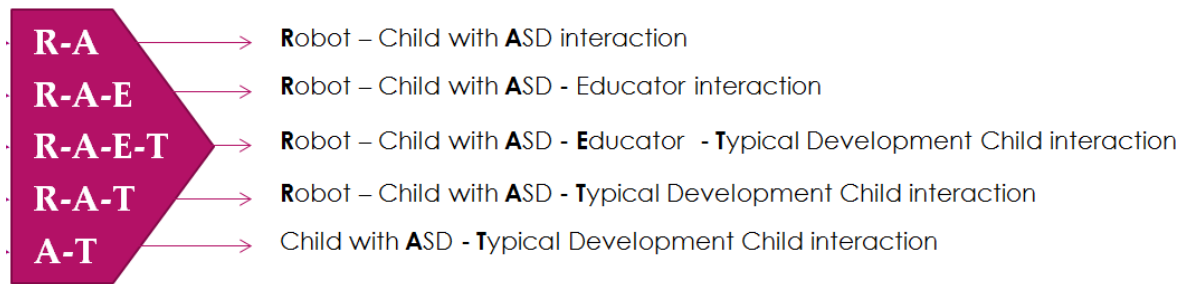 R-A Robot – Child with ASD interaction
R-A-E Robot – Child with ASD - Educator interaction
R-A-E-T Robot – Child with ASD - Educator - Typical Development Child interaction
R-A-T Robot – Child with ASD - Typical Development Child interaction
A-T Child with ASD - Typical Development Child interaction